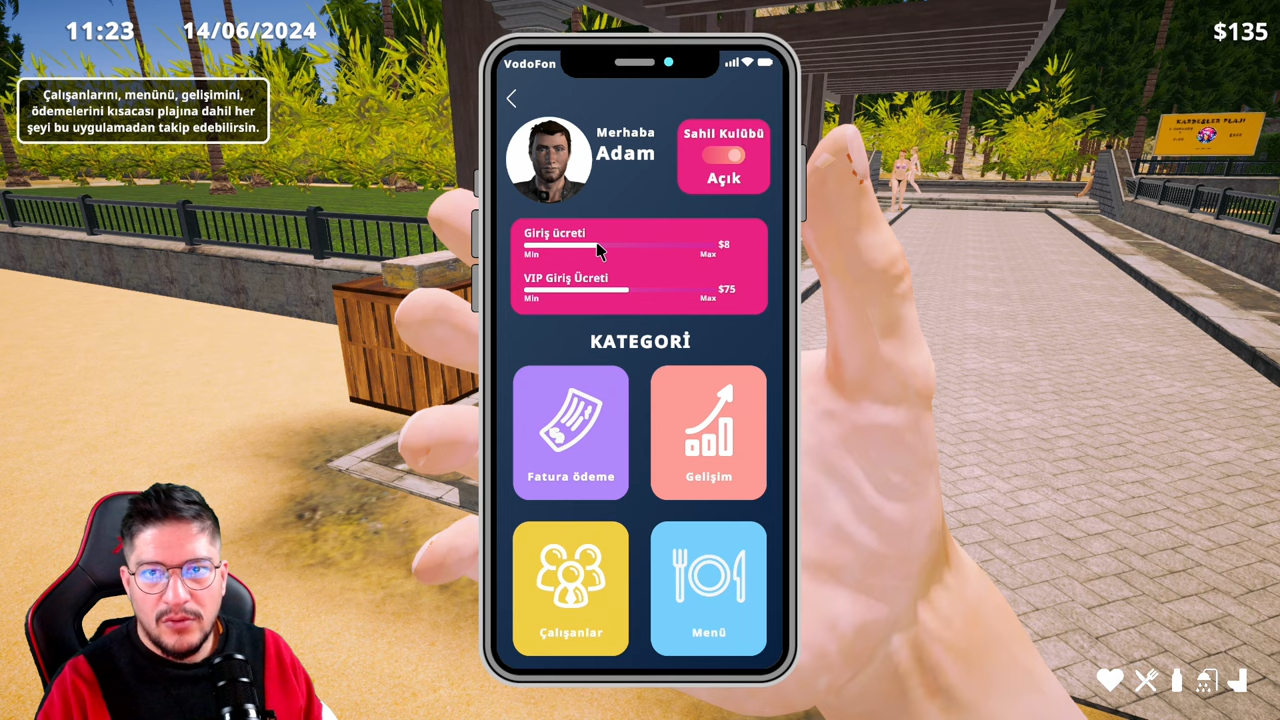 11:23 14/06/2024
$135
Çalışanlarını, menünü, gelişimini,
ödemelerini kısacası plajına dahil her
şeyi bu uygulamadan takip edebilirsin.
VodoFon
Merhaba
Adam
Sahil Kulübü
Açık
Giriş ücreti
$8
Min Max
VIP Giriş Ücreti
$75
Min Max
KATEGORİ
Fatura ödeme
Gelişim
Çalışanlar
Menü
KARDEŞLER PLAJI